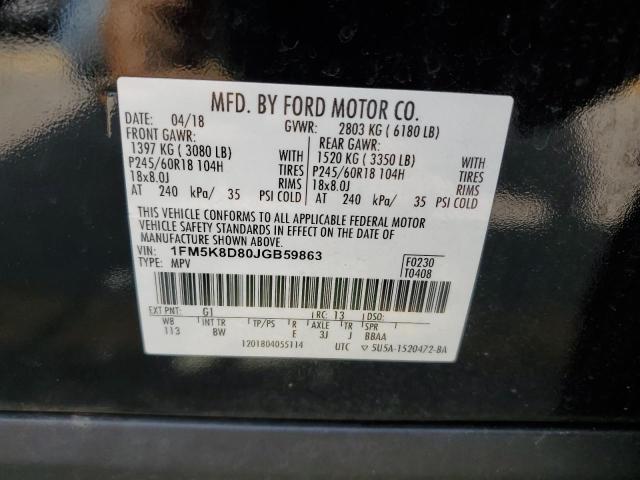 MFD. BY FORD MOTOR CO.
DATE: 04/18 GVWR: 2803 KG ( 6180 LB)
FRONT GAWR: REAR GAWR:
1397 KG ( 3080 LB) WITH 1520 KG ( 3350 LB) WITH
P245/60R18 104H TIRES P245/60R18 104H TIRES
18x8.0J RIMS 18x8.0J RIMS
AT 240 kPa/ 35 PSI COLD AT 240 kPa/ 35 PSI COLD
THIS VEHICLE CONFORMS TO ALL APPLICABLE FEDERAL MOTOR
VEHICLE SAFETY STANDARDS IN EFFECT ON THE DATE OF
MANUFACTURE SHOWN ABOVE.
VIN: 1FM5K8D80JGB59863 F0230
TYPE: MPV T0408
EXT PNT: G1 RC: 13 DSO:
WB INT TR TP/PS R AXLE TR SPR
113 BW E 3J J BBAA
1201804055114 UTC ▽ 5U5A-1520472-BA